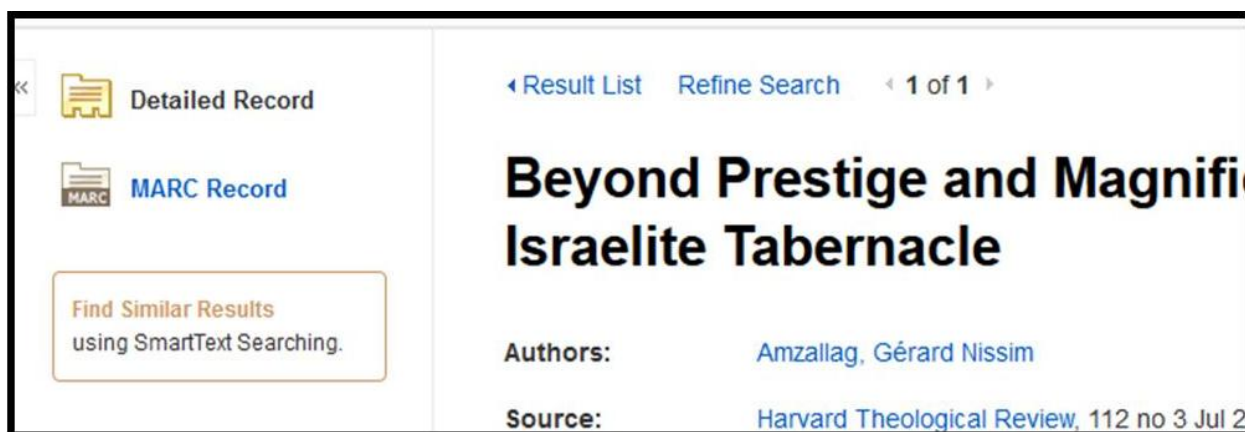 «
Detailed Record
MARC
MARC Record
Find Similar Results
using SmartText Searching.
Result List Refine Search 1 of 1
Beyond Prestige and
Israelite Tabernacle
Authors: Amzallag, Gérard Nissim
Source: Harvard Theological Review, 112 no 3 Jul